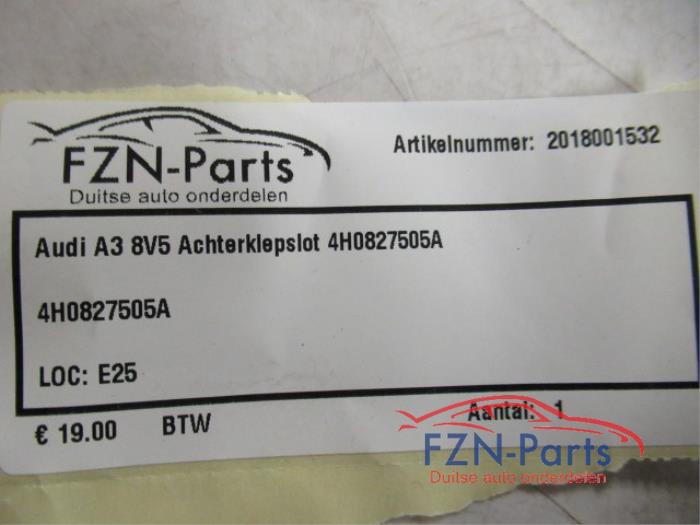 FZN-Parts
Duitse auto onderdelen
Artikelnummer: 2018001532
Audi A3 8V5 Achterklepslot 4H0827505A
4H0827505A
LOC: E25
€ 19.00 BTW
Aantal: 1
FZN-Parts
Duitse auto onderdelen